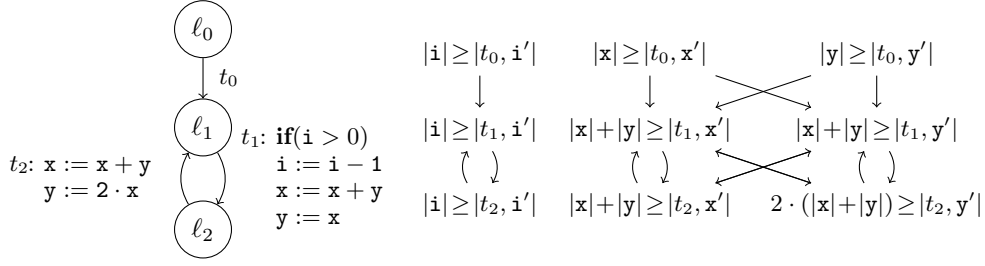 ℓ₀
t₀
ℓ₁
t₁: if(i > 0)
i := i − 1
x := x + y
y := x
t₂: x := x + y
y := 2 · x
ℓ₂
|i| ≥ |t₀, i′| |x| ≥ |t₀, x′| |y| ≥ |t₀, y′|
|i| ≥ |t₁, i′| |x|+|y| ≥ |t₁, x′| |x|+|y| ≥ |t₁, y′|
|i| ≥ |t₂, i′| |x|+|y| ≥ |t₂, x′| 2 · (|x|+|y|) ≥ |t₂, y′|